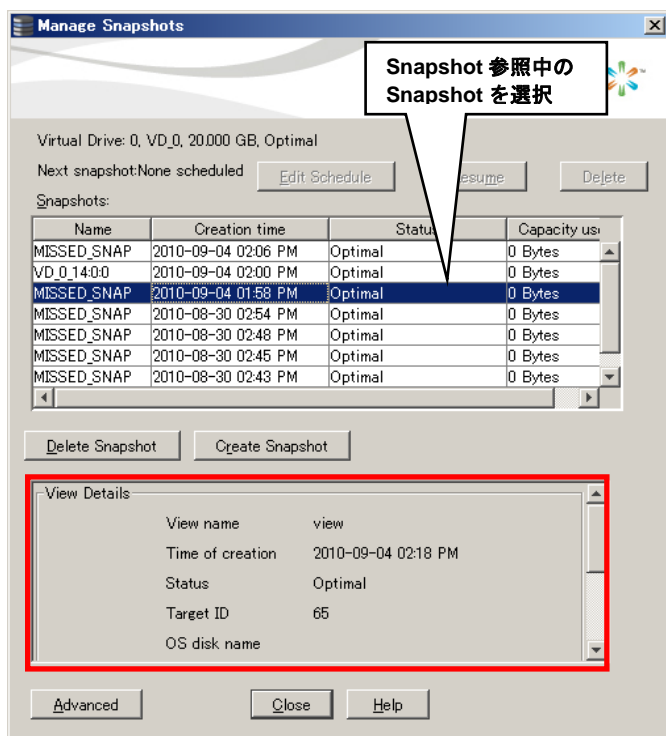 Manage Snapshots
Snapshot 参照中の
Snapshot を選択
Virtual Drive: 0, VD_0, 20.000 GB, Optimal
Next snapshot:None scheduled Edit Schedule esume Delete
Snapshots:
Name Creation time Statu Capacity us
MISSED_SNAP 2010-09-04 02:06 PM Optimal 0 Bytes
VD_0_14:0:0 2010-09-04 02:00 PM Optimal 0 Bytes
MISSED_SNAP 2010-09-04 01:58 PM Optimal 0 Bytes
MISSED_SNAP 2010-08-30 02:54 PM Optimal 0 Bytes
MISSED_SNAP 2010-08-30 02:48 PM Optimal 0 Bytes
MISSED_SNAP 2010-08-30 02:45 PM Optimal 0 Bytes
MISSED_SNAP 2010-08-30 02:43 PM Optimal 0 Bytes
Delete Snapshot Create Snapshot
View Details
View name view
Time of creation 2010-09-04 02:18 PM
Status Optimal
Target ID 65
OS disk name
Advanced Close Help